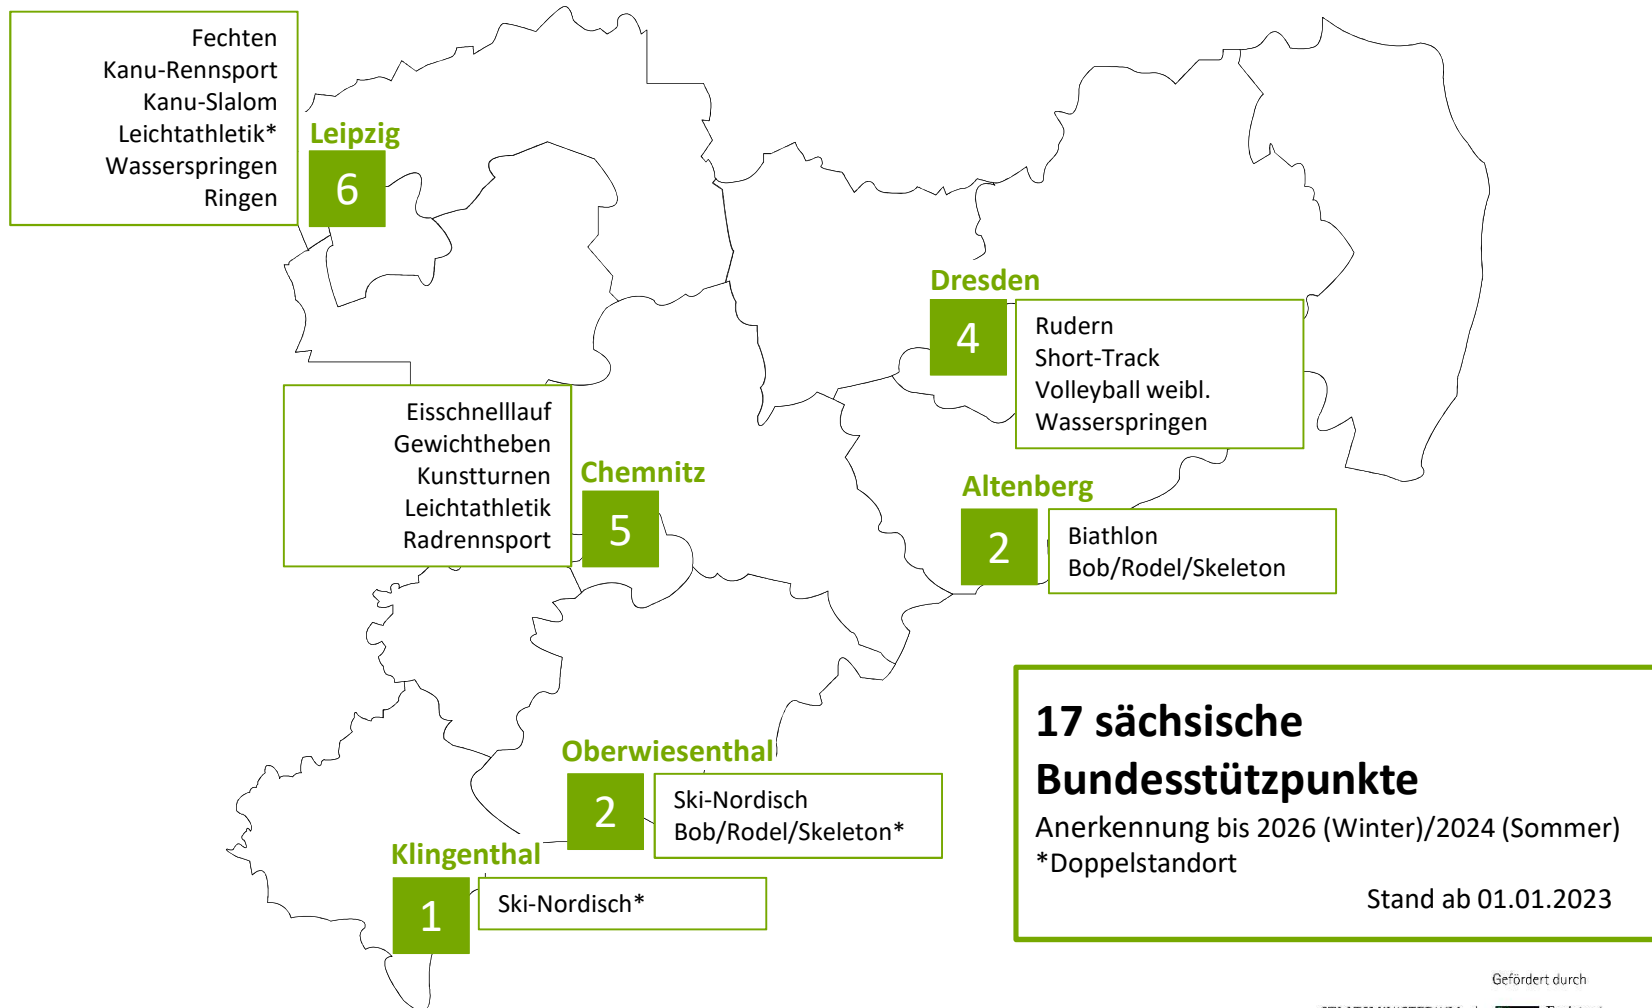 Fechten
Kanu-Rennsport
Kanu-Slalom
Leichtathletik*
Wasserspringen
Ringen
Leipzig
6
Dresden
4
Rudern
Short-Track
Volleyball weibl.
Wasserspringen
Eisschnelllauf
Gewichtheben
Kunstturnen
Leichtathletik
Radrennsport
Chemnitz
5
Altenberg
2
Biathlon
Bob/Rodel/Skeleton
Oberwiesenthal
2
Ski-Nordisch
Bob/Rodel/Skeleton*
Klingenthal
1
Ski-Nordisch*
17 sächsische
Bundesstützpunkte
Anerkennung bis 2026 (Winter)/2024 (Sommer)
*Doppelstandort
Stand ab 01.01.2023
Gefördert durch